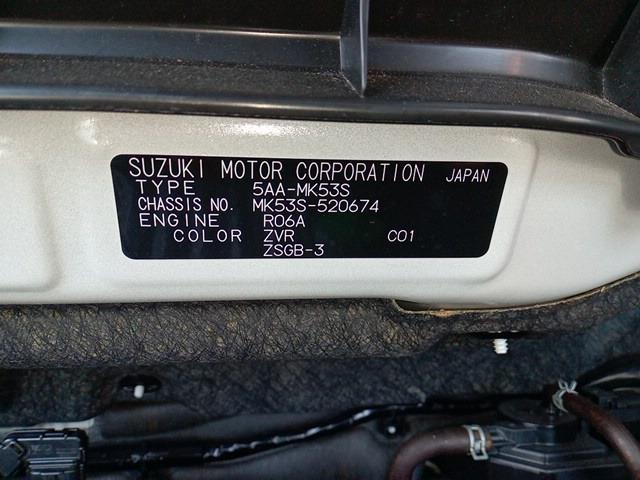 SUZUKI MOTOR CORPORATION JAPAN
TYPE 5AA-MK53S
CHASSIS NO. MK53S-520674
ENGINE R06A
COLOR ZVR C01
ZSGB-3